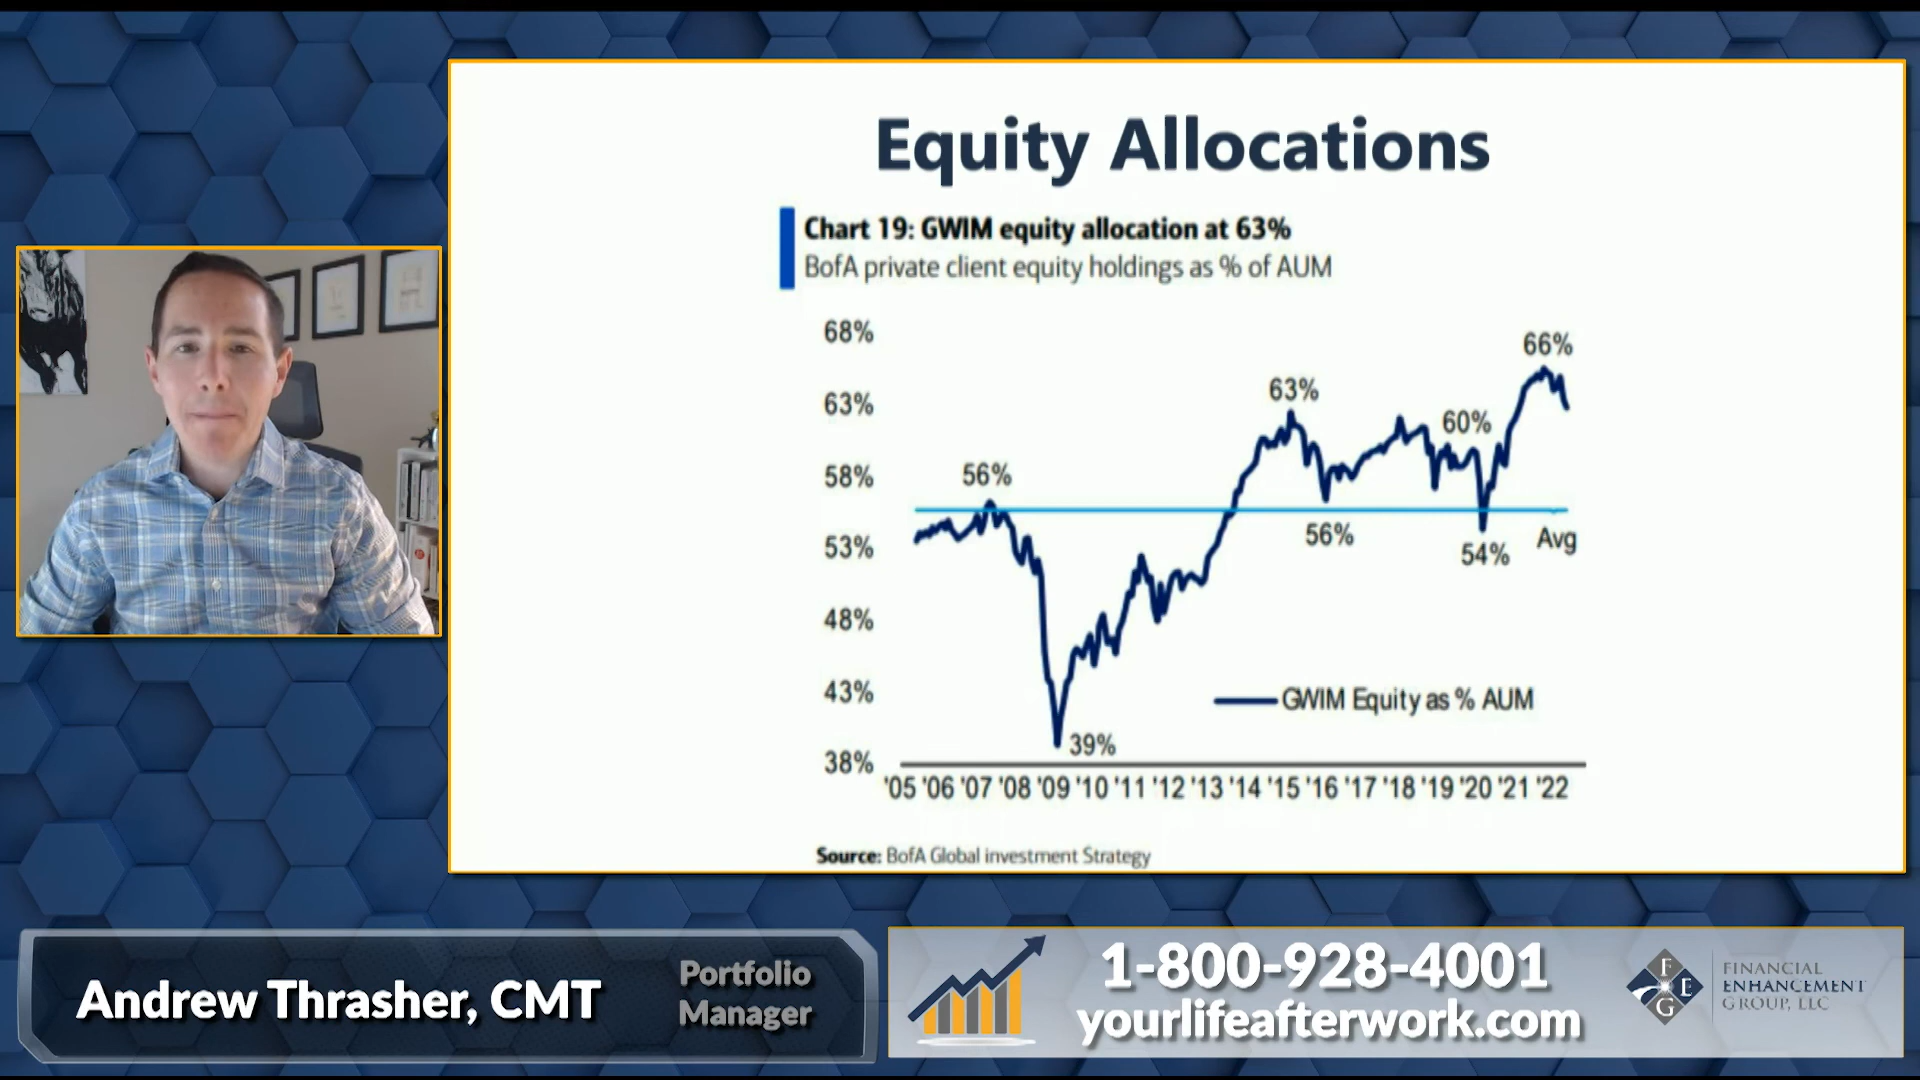 Equity Allocations
Chart 19: GWIM equity allocation at 63%
BofA private client equity holdings as % of AUM
68%
63%
58%
53%
48%
43%
38%
56%
39%
63%
56%
60%
54%
66%
Avg
GWIM Equity as % AUM
'05 '06 '07 '08 '09 '10 '11 '12 '13 '14 '15 '16 '17 '18 '19 '20 '21 '22
Source: BofA Global investment Strategy
Andrew Thrasher, CMT
Portfolio
Manager
1-800-928-4001
yourlifeafterwork.com
F
E
G
FINANCIAL
ENHANCEMENT
GROUP, LLC